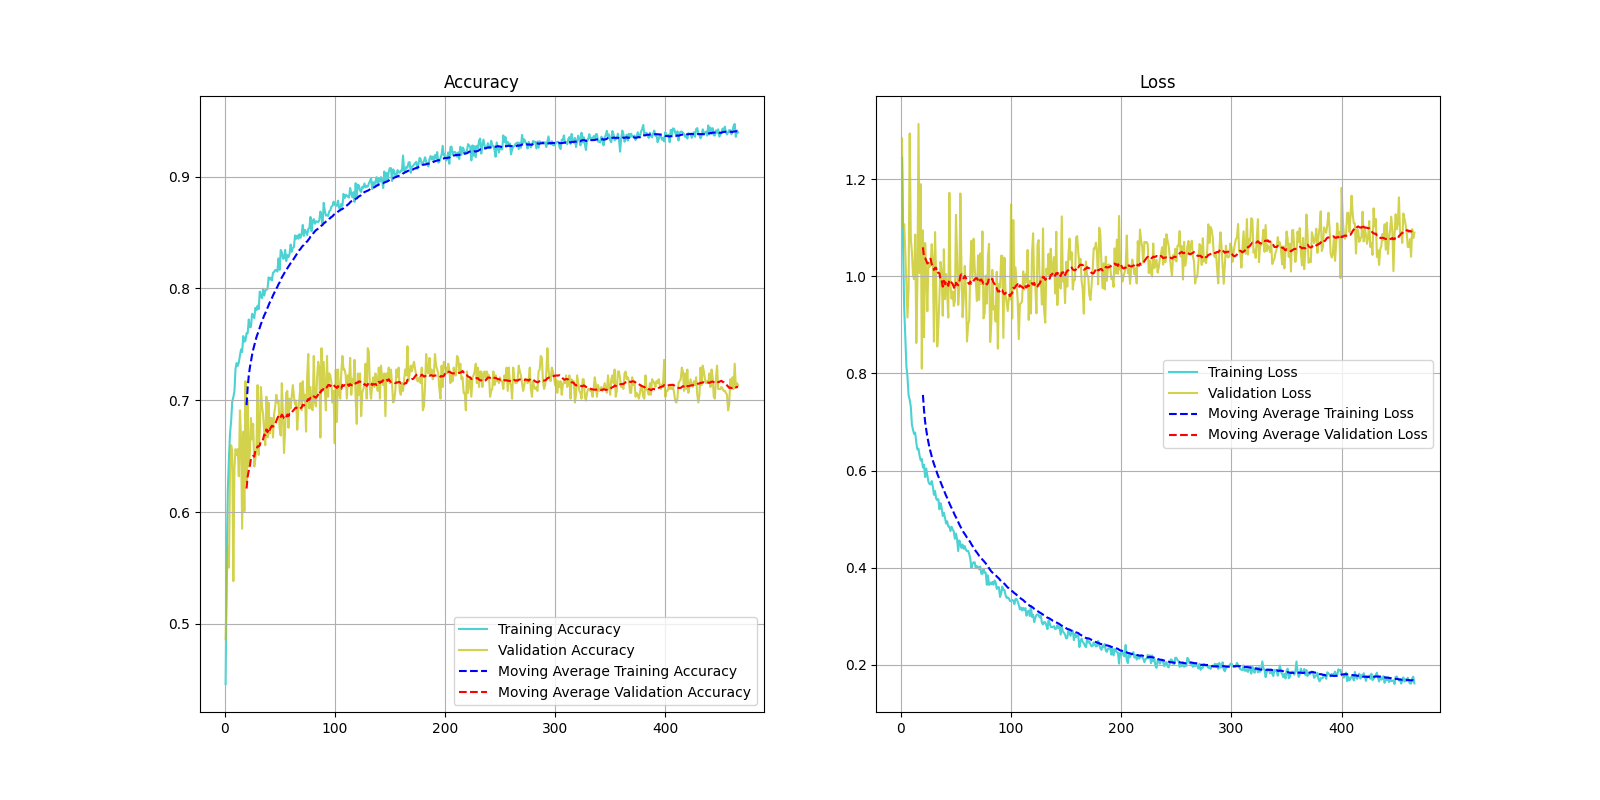 Accuracy
0.9
0.8
0.7
0.6
0.5
0
100
200
300
400
Training Accuracy
Validation Accuracy
Moving Average Training Accuracy
Moving Average Validation Accuracy
Loss
1.2
1.0
0.8
0.6
0.4
0.2
0
100
200
300
400
Training Loss
Validation Loss
Moving Average Training Loss
Moving Average Validation Loss